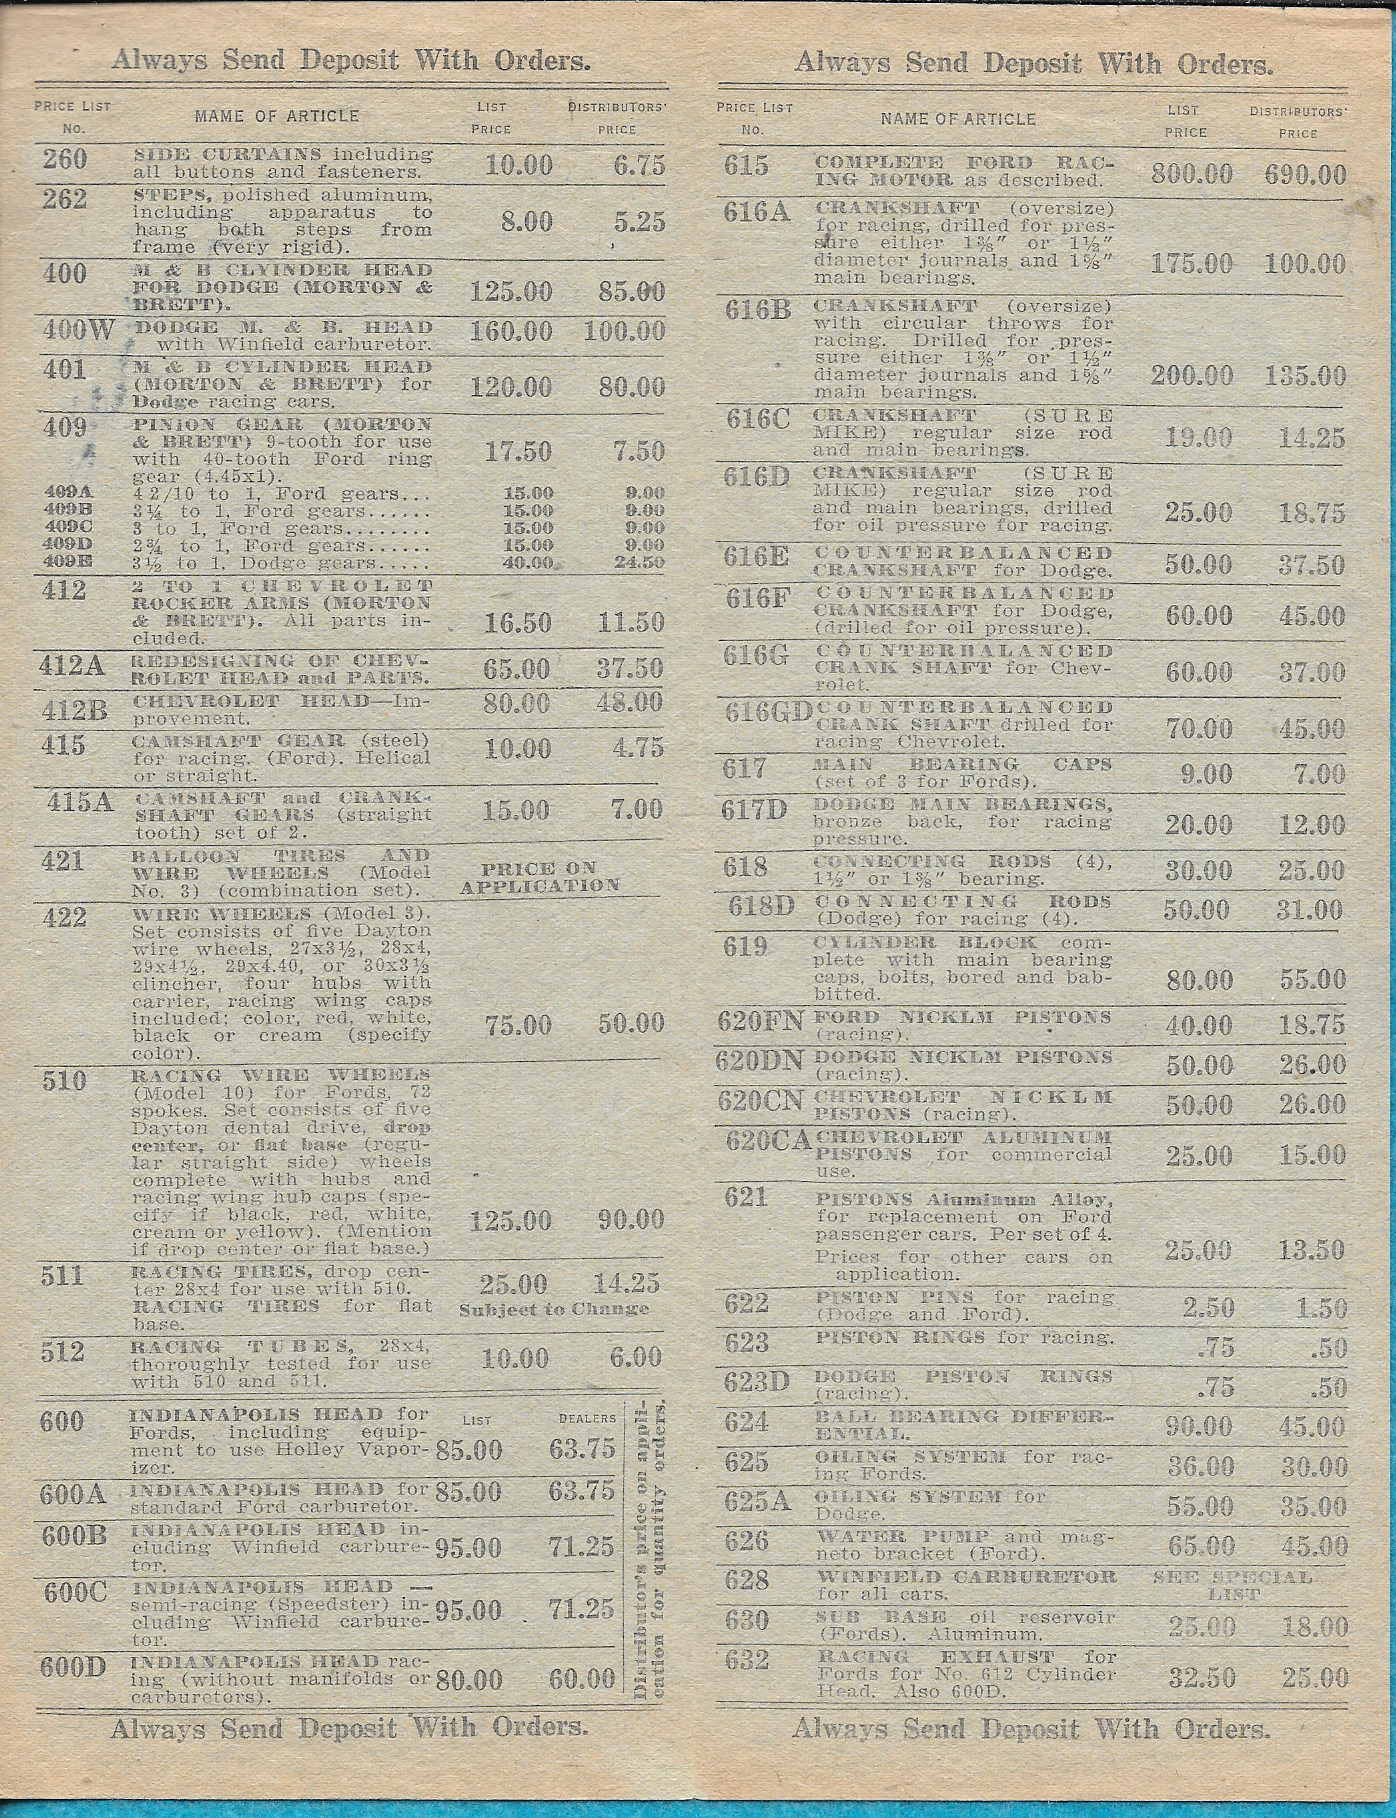 Always Send Deposit With Orders.
PRICE LIST No. MAME OF ARTICLE LIST PRICE DISTRIBUTORS' PRICE
260 SIDE CURTAINS including
all buttons and fasteners. 10.00 6.75
262 STEPS, polished aluminum,
including apparatus to
hang both steps from
frame (very rigid). 8.00 5.25
400 M & B CLYINDER HEAD
FOR DODGE (MORTON &
BRETT). 125.00 85.00
400W DODGE M. & B. HEAD
with Winfield carburetor. 160.00 100.00
401 M & B CYLINDER HEAD
(MORTON & BRETT) for
Dodge racing cars. 120.00 80.00
409 PINION GEAR (MORTON
& BRETT) 9-tooth for use
with 40-tooth Ford ring
gear (4.45x1). 17.50 7.50
409A 4 2/10 to 1, Ford gears... 15.00 9.00
409B 3¼ to 1, Ford gears...... 15.00 9.00
409C 3 to 1, Ford gears........ 15.00 9.00
409D 2¾ to 1, Ford gears...... 15.00 9.00
409E 3½ to 1, Dodge gears..... 40.00 24.50
412 2 TO 1 CHEVROLET
ROCKER ARMS (MORTON
& BRETT). All parts in-
cluded. 16.50 11.50
412A REDESIGNING OF CHEV-
ROLET HEAD and PARTS. 65.00 37.50
412B CHEVROLET HEAD—Im-
provement. 80.00 48.00
415 CAMSHAFT GEAR (steel)
for racing. (Ford). Helical
or straight. 10.00 4.75
415A CAMSHAFT and CRANK-
SHAFT GEARS (straight
tooth) set of 2. 15.00 7.00
421 BALLOON TIRES AND
WIRE WHEELS (Model
No. 3) (combination set). PRICE ON APPLICATION
422 WIRE WHEELS (Model 3).
Set consists of five Dayton
wire wheels, 27x3½, 28x4,
29x4½, 29x4.40, or 30x3½
clincher, four hubs with
carrier, racing wing caps
included; color, red, white,
black or cream (specify
color). 75.00 50.00
510 RACING WIRE WHEELS
(Model 10) for Fords, 72
spokes. Set consists of five
Dayton dental drive, drop
center, or flat base (regu-
lar straight side) wheels
complete with hubs and
racing wing hub caps (spe-
cify if black, red, white,
cream or yellow). (Mention
if drop center or flat base.) 125.00 90.00
511 RACING TIRES, drop cen-
ter 28x4 for use with 510. 25.00 14.25
RACING TIRES for flat
base. Subject to Change
512 RACING TUBES, 28x4,
thoroughly tested for use
with 510 and 511. 10.00 6.00
LIST DEALERS
600 INDIANAPOLIS HEAD for
Fords, including equip-
ment to use Holley Vapor-
izer. 85.00 63.75
600A INDIANAPOLIS HEAD for
standard Ford carburetor. 85.00 63.75
600B INDIANAPOLIS HEAD in-
cluding Winfield carbure-
tor. 95.00 71.25
600C INDIANAPOLIS HEAD —
semi-racing (Speedster) in-
cluding Winfield carbure-
tor. 95.00 71.25
600D INDIANAPOLIS HEAD rac-
ing (without manifolds or
carburetors). 80.00 60.00
Distributor's price on appli-
cation for quantity orders.
Always Send Deposit With Orders.
Always Send Deposit With Orders.
PRICE LIST No. NAME OF ARTICLE LIST PRICE DISTRIBUTORS' PRICE
615 COMPLETE FORD RAC-
ING MOTOR as described. 800.00 690.00
616A CRANKSHAFT (oversize)
for racing, drilled for pres-
sure either 1⅜" or 1½"
diameter journals and 1⅝"
main bearings. 175.00 100.00
616B CRANKSHAFT (oversize)
with circular throws for
racing. Drilled for pres-
sure either 1⅜" or 1½"
diameter journals and 1⅝"
main bearings. 200.00 135.00
616C CRANKSHAFT (SURE
MIKE) regular size rod
and main bearings. 19.00 14.25
616D CRANKSHAFT (SURE
MIKE) regular size rod
and main bearings, drilled
for oil pressure for racing. 25.00 18.75
616E COUNTERBALANCED
CRANKSHAFT for Dodge. 50.00 37.50
616F COUNTERBALANCED
CRANKSHAFT for Dodge,
(drilled for oil pressure). 60.00 45.00
616G COUNTERBALANCED
CRANK SHAFT for Chev-
rolet. 60.00 37.00
616GD COUNTERBALANCED
CRANK SHAFT drilled for
racing Chevrolet. 70.00 45.00
617 MAIN BEARING CAPS
(set of 3 for Fords). 9.00 7.00
617D DODGE MAIN BEARINGS,
bronze back, for racing
pressure. 20.00 12.00
618 CONNECTING RODS (4),
1½" or 1⅜" bearing. 30.00 25.00
618D CONNECTING RODS
(Dodge) for racing (4). 50.00 31.00
619 CYLINDER BLOCK com-
plete with main bearing
caps, bolts, bored and bab-
bitted. 80.00 55.00
620FN FORD NICKLM PISTONS
(racing). 40.00 18.75
620DN DODGE NICKLM PISTONS
(racing). 50.00 26.00
620CN CHEVROLET NICKLM
PISTONS (racing). 50.00 26.00
620CA CHEVROLET ALUMINUM
PISTONS for commercial
use. 25.00 15.00
621 PISTONS Aluminum Alloy,
for replacement on Ford
passenger cars. Per set of 4.
Prices for other cars on
application. 25.00 13.50
622 PISTON PINS for racing
(Dodge and Ford). 2.50 1.50
623 PISTON RINGS for racing. .75 .50
623D DODGE PISTON RINGS
(racing). .75 .50
624 BALL BEARING DIFFER-
ENTIAL. 90.00 45.00
625 OILING SYSTEM for rac-
ing Fords. 36.00 30.00
625A OILING SYSTEM for
Dodge. 55.00 35.00
626 WATER PUMP and mag-
neto bracket (Ford). 65.00 45.00
628 WINFIELD CARBURETOR
for all cars. SEE SPECIAL LIST
630 SUB BASE oil reservoir
(Fords). Aluminum. 25.00 18.00
632 RACING EXHAUST for
Fords for No. 612 Cylinder
Head. Also 600D. 32.50 25.00
Always Send Deposit With Orders.